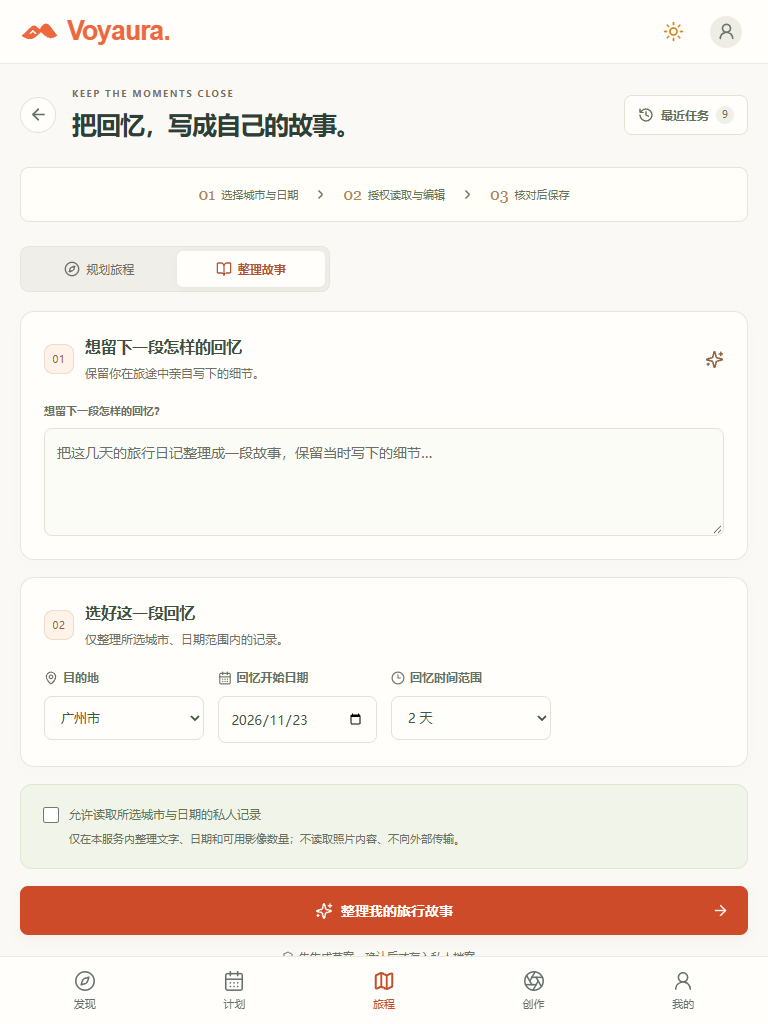 Voyaura.
KEEP THE MOMENTS CLOSE
把回忆，写成自己的故事。
最近任务 9
01 选择城市与日期
02 授权读取与编辑
03 核对后保存
规划旅程
整理故事
01
想留下一段怎样的回忆
保留你在旅途中亲自写下的细节。
想留下一段怎样的回忆？
把这几天的旅行日记整理成一段故事，保留当时写下的细节...
02
选好这一段回忆
仅整理所选城市、日期范围内的记录。
目的地
回忆开始日期
回忆时间范围
广州市
2026/11/23
2 天
允许读取所选城市与日期的私人记录
仅在本服务内整理文字、日期和可用影像数量；不读取照片内容、不向外部传输。
整理我的旅行故事
发现
计划
旅程
创作
我的